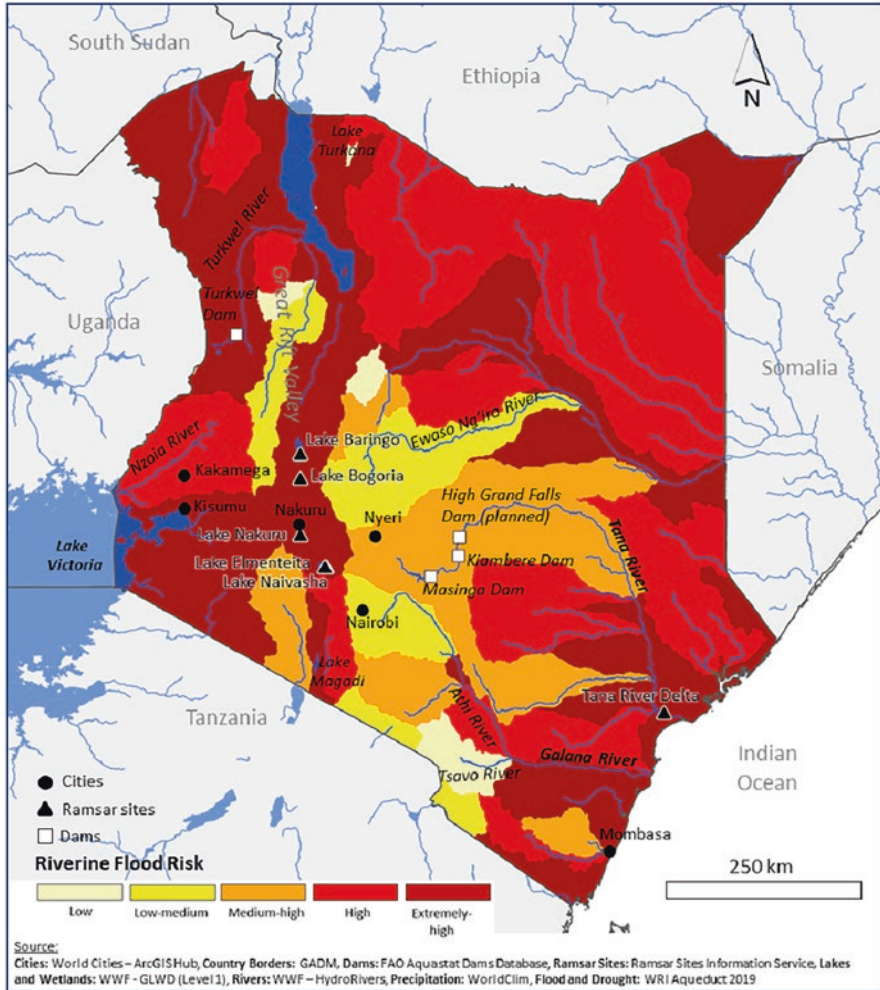 South Sudan
Ethiopia
N
Lake
Turkana
Turkwel River
Turkwel
Dam
Great Rift Valley
Uganda
Somalia
Ewaso Ng'iro River
Lake Baringo
Nzoia River
Kakamega
Lake Bogoria
Kisumu
Nakuru
Nyeri
High Grand Falls
Dam (planned)
Lake Nakuru
Lake
Victoria
Tana River
Kiambere Dam
Lake Elmenteita
Lake Naivasha
Masinga Dam
Nairobi
Lake
Magadi
Athi River
Tana River Delta
Tanzania
Galana River
Indian
Ocean
Tsavo River
Mombasa
Cities
Ramsar sites
Dams
Riverine Flood Risk
Low
Low-medium
Medium-high
High
Extremely-
high
250 km
Source:
Cities: World Cities – ArcGIS Hub, Country Borders: GADM, Dams: FAO Aquastat Dams Database, Ramsar Sites: Ramsar Sites Information Service, Lakes
and Wetlands: WWF - GLWD (Level 1), Rivers: WWF – HydroRivers, Precipitation: WorldClim, Flood and Drought: WRI Aqueduct 2019